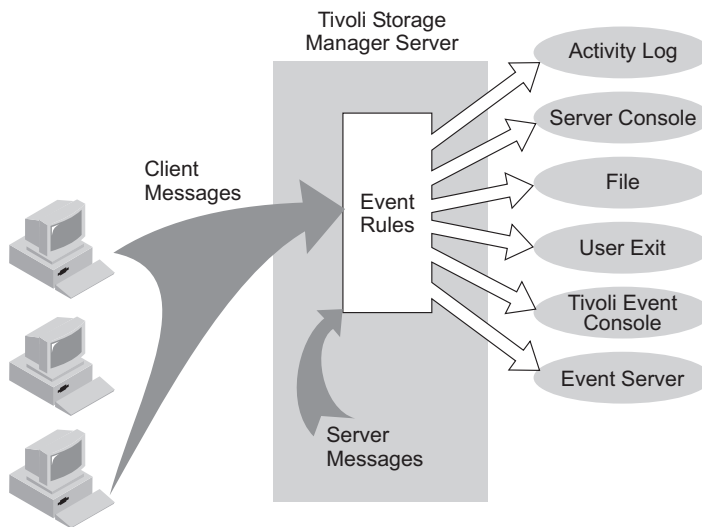 Tivoli Storage
Manager Server
Client
Messages
Event
Rules
Server
Messages
Activity Log
Server Console
File
User Exit
Tivoli Event
Console
Event Server